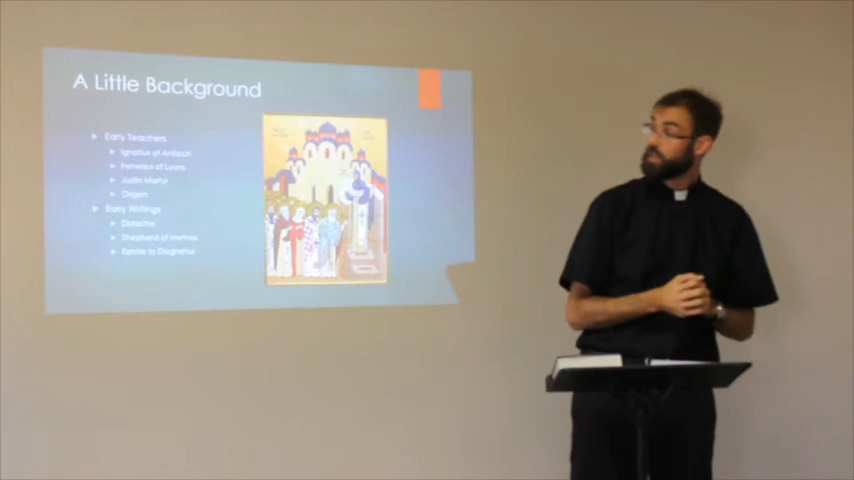 A Little Background
Early Teachers
Ignatius of Antioch
Irenaeus of Lyons
Justin Martyr
Origen
Early Writings
Didache
Shepherd of Hermes
Epistle to Diognetus